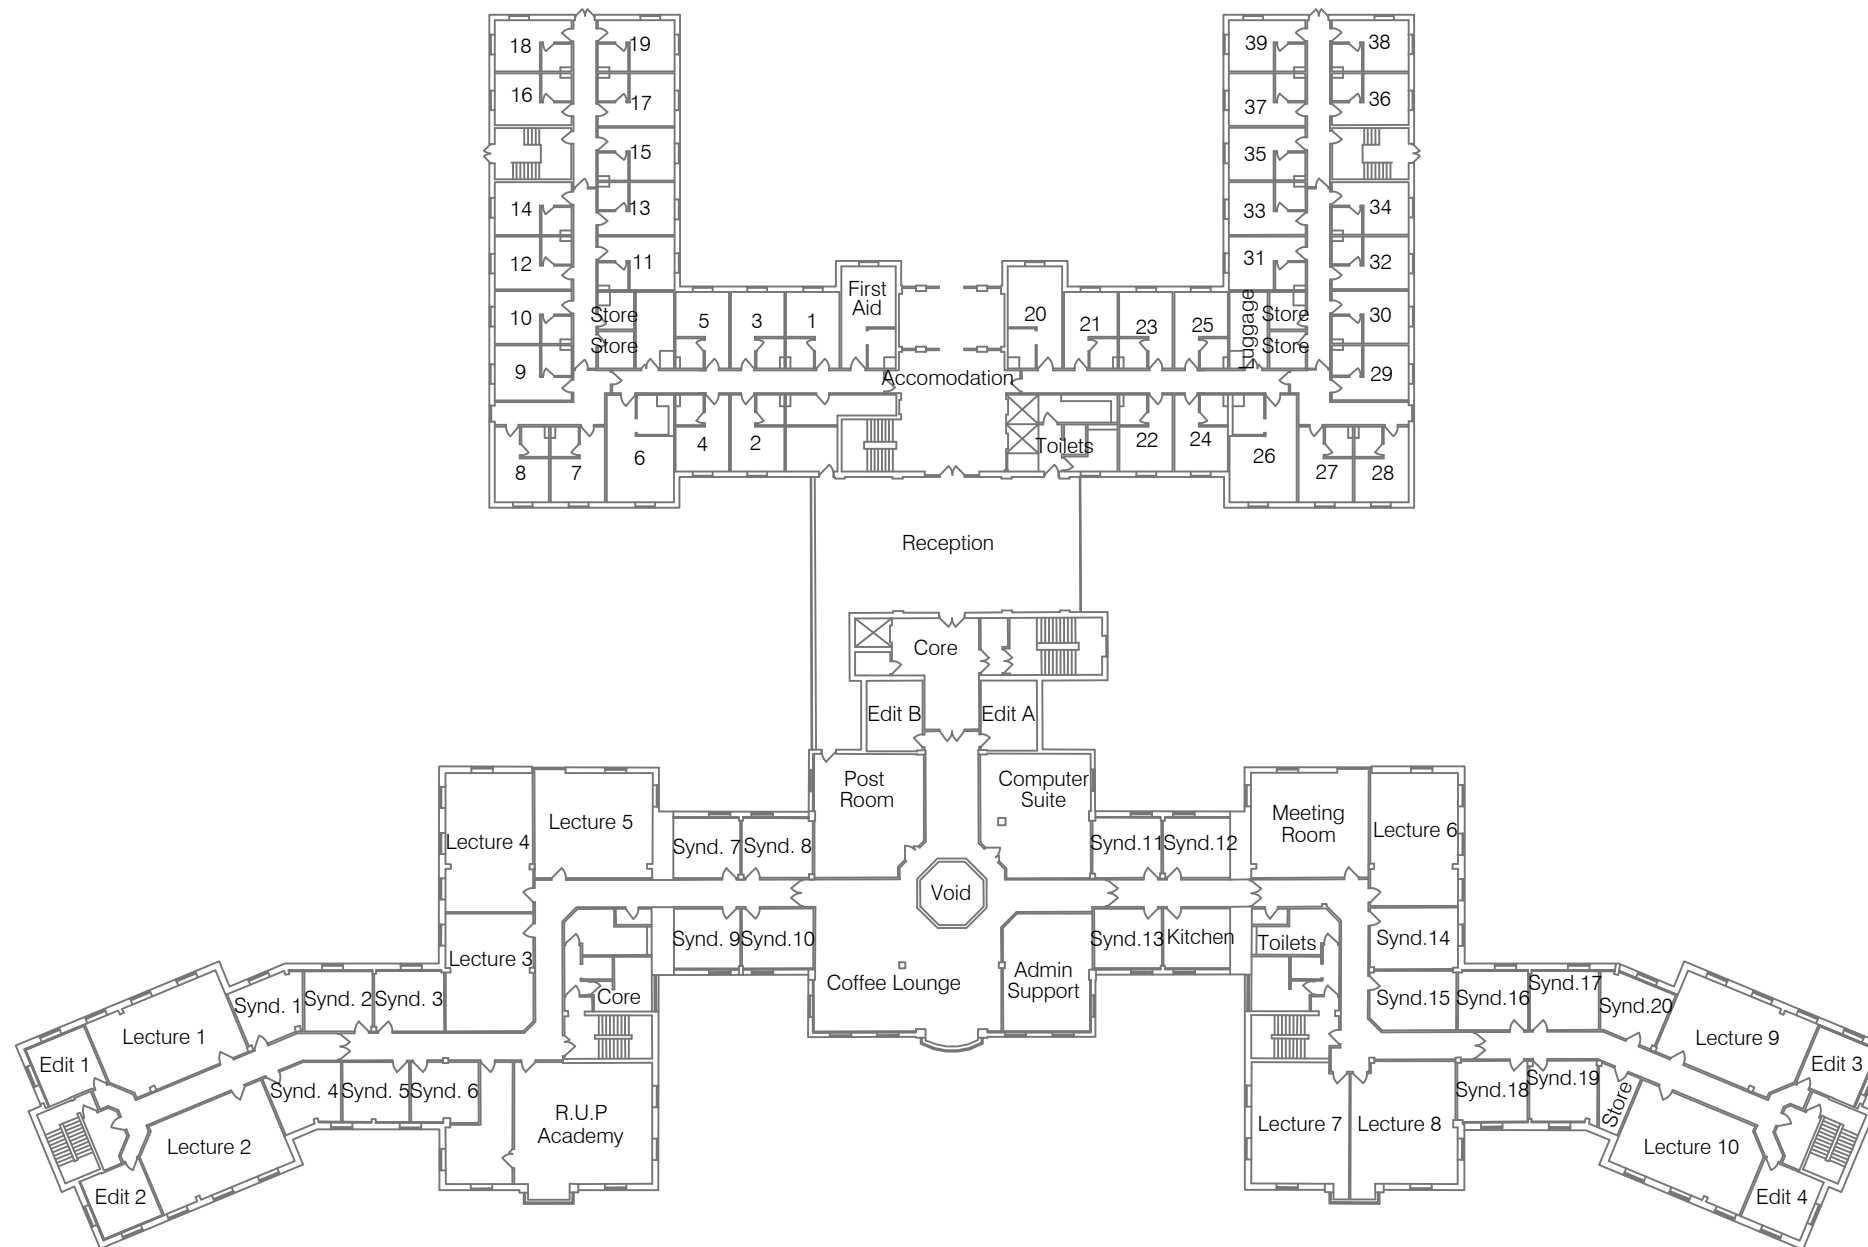 18
19
39
38
16
17
37
36
15
35
14
13
33
34
12
11
31
32
First
Aid
10
Store
5
3
1
20
21
23
25
Luggage
Store
30
Store
Store
9
Accomodation
29
8
7
6
4
2
Toilets
22
24
26
27
28
Reception
Core
Edit B
Edit A
Post
Room
Computer
Suite
Lecture 4
Lecture 5
Synd. 7
Synd. 8
Synd.11
Synd.12
Meeting
Room
Lecture 6
Void
Lecture 3
Synd. 9
Synd.10
Coffee Lounge
Admin
Support
Synd.13
Kitchen
Toilets
Synd.14
Core
Synd. 1
Synd. 2
Synd. 3
Synd.15
Synd.16
Synd.17
Synd.20
Lecture 1
Lecture 9
Edit 1
Edit 3
Synd. 4
Synd. 5
Synd. 6
R.U.P
Academy
Lecture 7
Lecture 8
Synd.18
Synd.19
Store
Lecture 2
Lecture 10
Edit 2
Edit 4